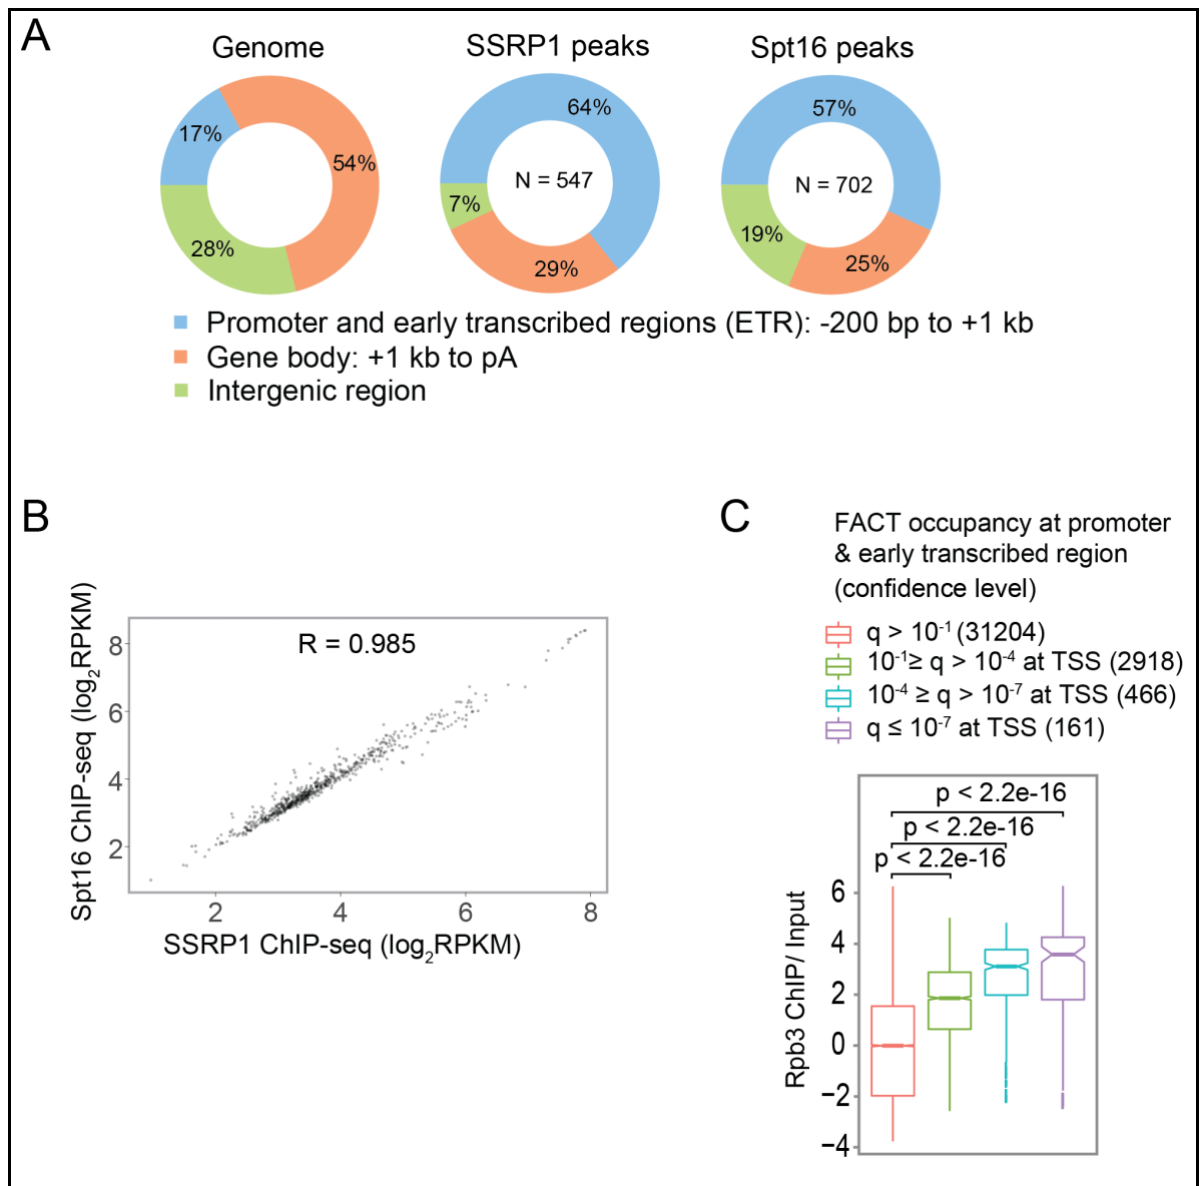 A
Genome
SSRP1 peaks
Spt16 peaks
17%
54%
28%
64%
N = 547
7%
29%
57%
N = 702
19%
25%
Promoter and early transcribed regions (ETR): -200 bp to +1 kb
Gene body: +1 kb to pA
Intergenic region
B
Spt16 ChIP-seq (log₂RPKM)
R = 0.985
8
6
4
2
2 4 6 8
SSRP1 ChIP-seq (log₂RPKM)
C
FACT occupancy at promoter
& early transcribed region
(confidence level)
q > 10⁻¹ (31204)
10⁻¹≥ q > 10⁻⁴ at TSS (2918)
10⁻⁴ ≥ q > 10⁻⁷ at TSS (466)
q ≤ 10⁻⁷ at TSS (161)
p < 2.2e-16
p < 2.2e-16
p < 2.2e-16
Rpb3 ChIP/ Input
6
4
2
0
−2
−4